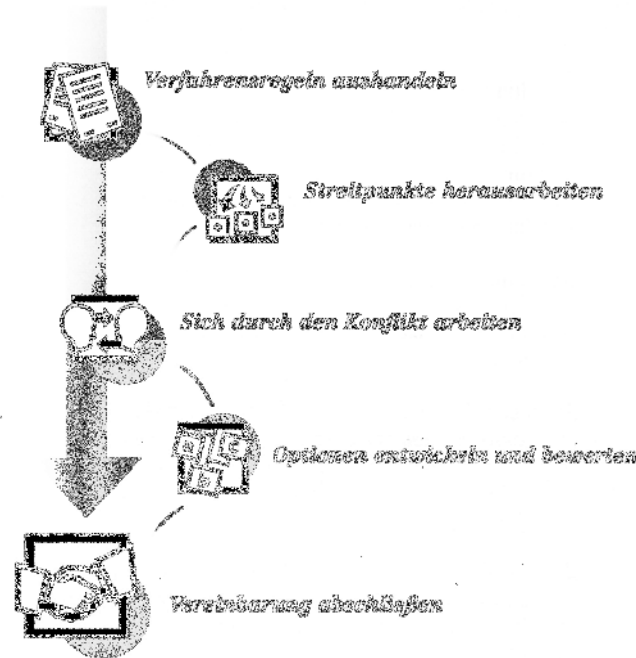 Verfahrensregeln aushandeln
Streitpunkte herausarbeiten
Sich durch den Konflikt arbeiten
Optionen entwickeln und bewerten
Vereinbarung abschließen